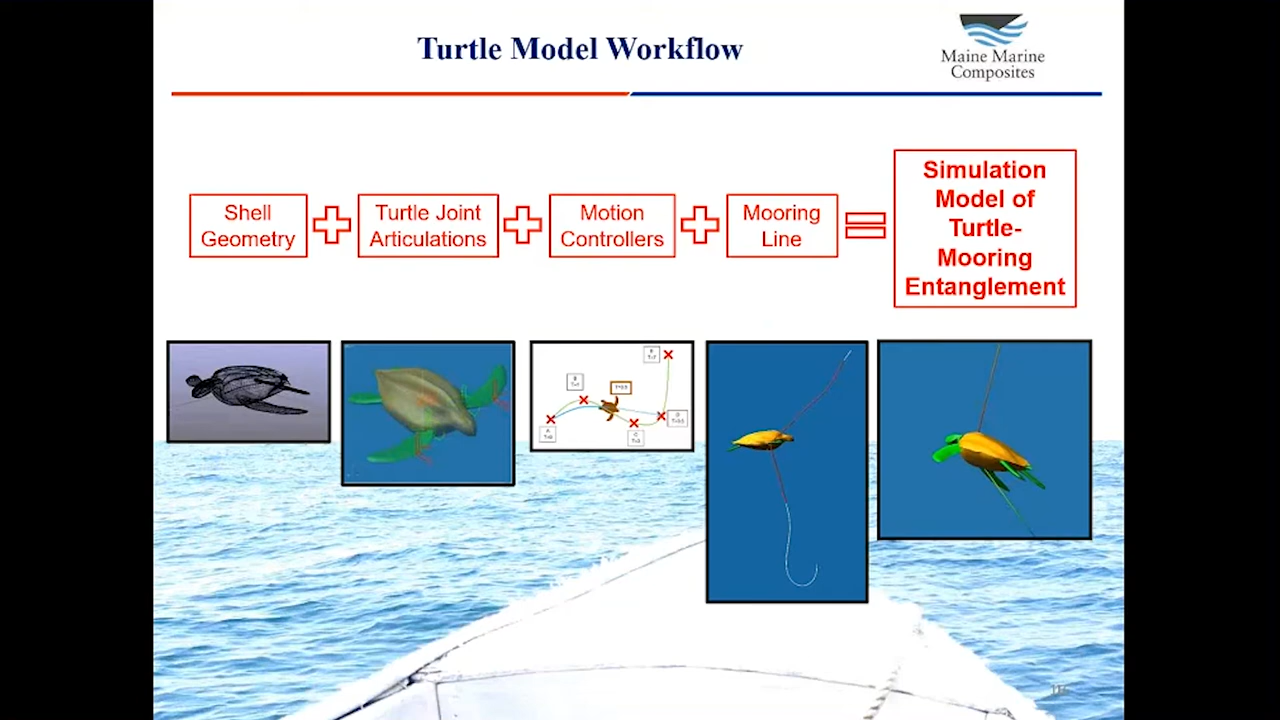 Turtle Model Workflow
Maine Marine
Composites
Shell
Geometry
Turtle Joint
Articulations
Motion
Controllers
Mooring
Line
Simulation
Model of
Turtle-
Mooring
Entanglement